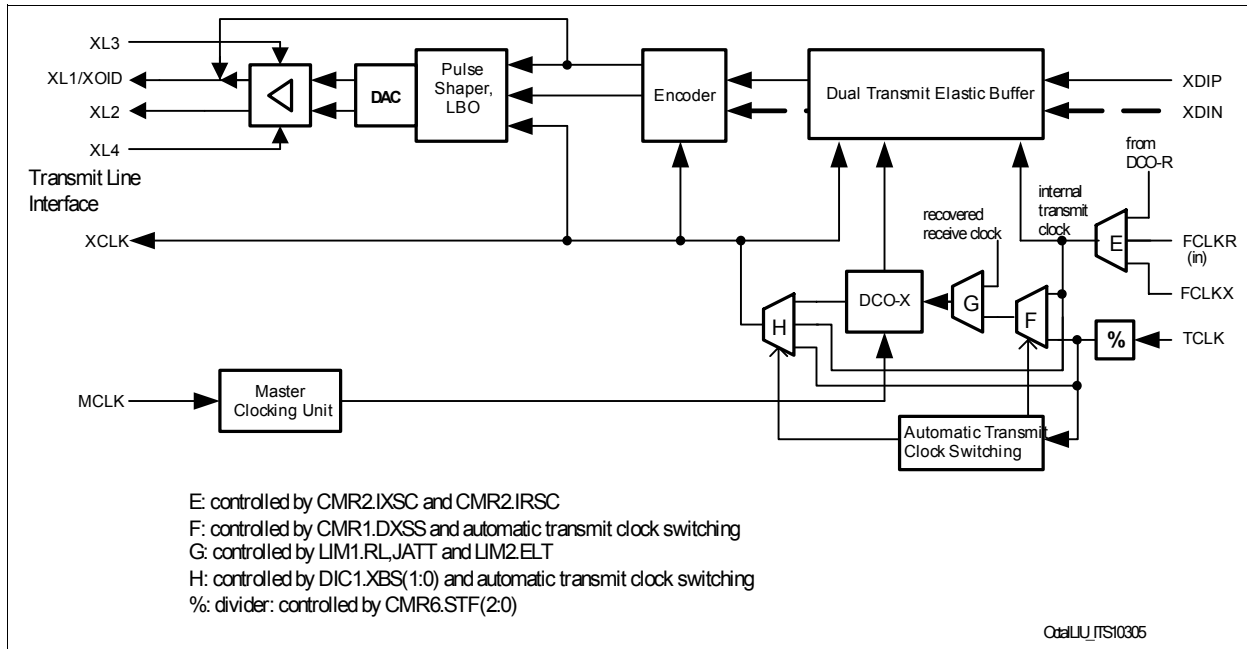 XL3
XL1/XOID
XL2
XL4
Transmit Line
Interface
DAC
Pulse
Shaper,
LBO
Encoder
Dual Transmit Elastic Buffer
XDIP
XDIN
from
DCO-R
internal
transmit
clock
recovered
receive clock
E
FCLKR
(in)
FCLKX
XCLK
H
DCO-X
G
F
%
TCLK
MCLK
Master
Clocking Unit
Automatic Transmit
Clock Switching
E: controlled by CMR2.IXSC and CMR2.IRSC
F: controlled by CMR1.DXSS and automatic transmit clock switching
G: controlled by LIM1.RL,JATT and LIM2.ELT
H: controlled by DIC1.XBS(1:0) and automatic transmit clock switching
%: divider: controlled by CMR6.STF(2:0)
OctalLIU_ITS10305